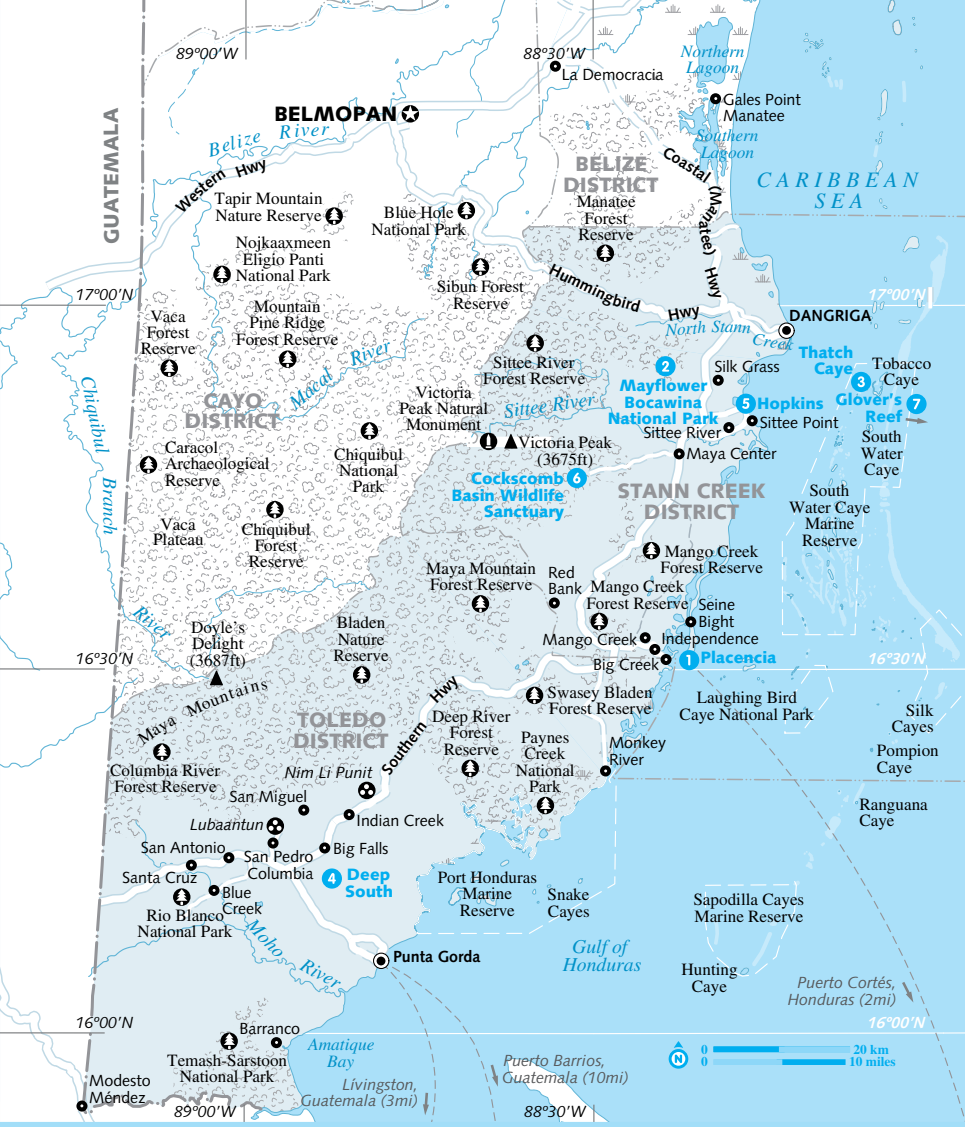 89°00'W
88°30'W
Northern
Lagoon
La Democracia
Gales Point
Manatee
BELMOPAN
Belize River
Western Hwy
GUATEMALA
Southern
Lagoon
Coastal (Manatee) Hwy
BELIZE
DISTRICT
CARIBBEAN
SEA
Tapir Mountain
Nature Reserve
Blue Hole
National Park
Manatee
Forest
Reserve
Nojkaaxmeen
Eligio Panti
National Park
Sibun Forest
Reserve
Hummingbird
Hwy
17°00'N
17°00'N
Vaca
Forest
Reserve
Mountain
Pine Ridge
Forest Reserve
North Stann
Creek
DANGRIGA
Macal River
Sittee River
Forest Reserve
2
Mayflower
Bocawina
National Park
Silk Grass
Thatch
Caye
3
Tobacco
Caye
Chiquibul
Branch
River
CAYO
DISTRICT
Victoria
Peak Natural
Monument
Sittee River
5
Hopkins
Glover's
Reef
7
Sittee River
Sittee Point
Victoria Peak
(3675ft)
Maya Center
South
Water
Caye
Caracol
Archaeological
Reserve
Chiquibul
National
Park
Cockscomb
Basin Wildlife
Sanctuary
6
STANN CREEK
DISTRICT
South
Water Caye
Marine
Reserve
Vaca
Plateau
Chiquibul
Forest
Reserve
Mango Creek
Forest Reserve
Maya Mountain
Forest Reserve
Red
Bank
Mango Creek
Forest Reserve
Seine
Bight
Doyle's
Delight
(3687ft)
Bladen
Nature
Reserve
Mango Creek
Independence
Big Creek
1
Placencia
16°30'N
16°30'N
Maya Mountains
Southern Hwy
Swasey Bladen
Forest Reserve
Laughing Bird
Caye National Park
Silk
Cayes
TOLEDO
DISTRICT
Deep River
Forest
Reserve
Paynes
Creek
National
Park
Monkey
River
Pompion
Caye
Columbia River
Forest Reserve
Nim Li Punit
San Miguel
Lubaantun
Indian Creek
Ranguana
Caye
San Antonio
San Pedro
Columbia
Big Falls
Santa Cruz
4
Deep
South
Blue
Creek
Rio Blanco
National Park
Port Honduras
Marine
Reserve
Snake
Cayes
Sapodilla Cayes
Marine Reserve
Moho River
Punta Gorda
Gulf of
Honduras
Hunting
Caye
Puerto Cortés,
Honduras (2mi)
16°00'N
16°00'N
Barranco
Temash-Sarstoon
National Park
Amatique
Bay
N
0
20 km
0
10 miles
Puerto Barrios,
Guatemala (10mi)
Modesto
Méndez
Lívingston,
Guatemala (3mi)
89°00'W
88°30'W